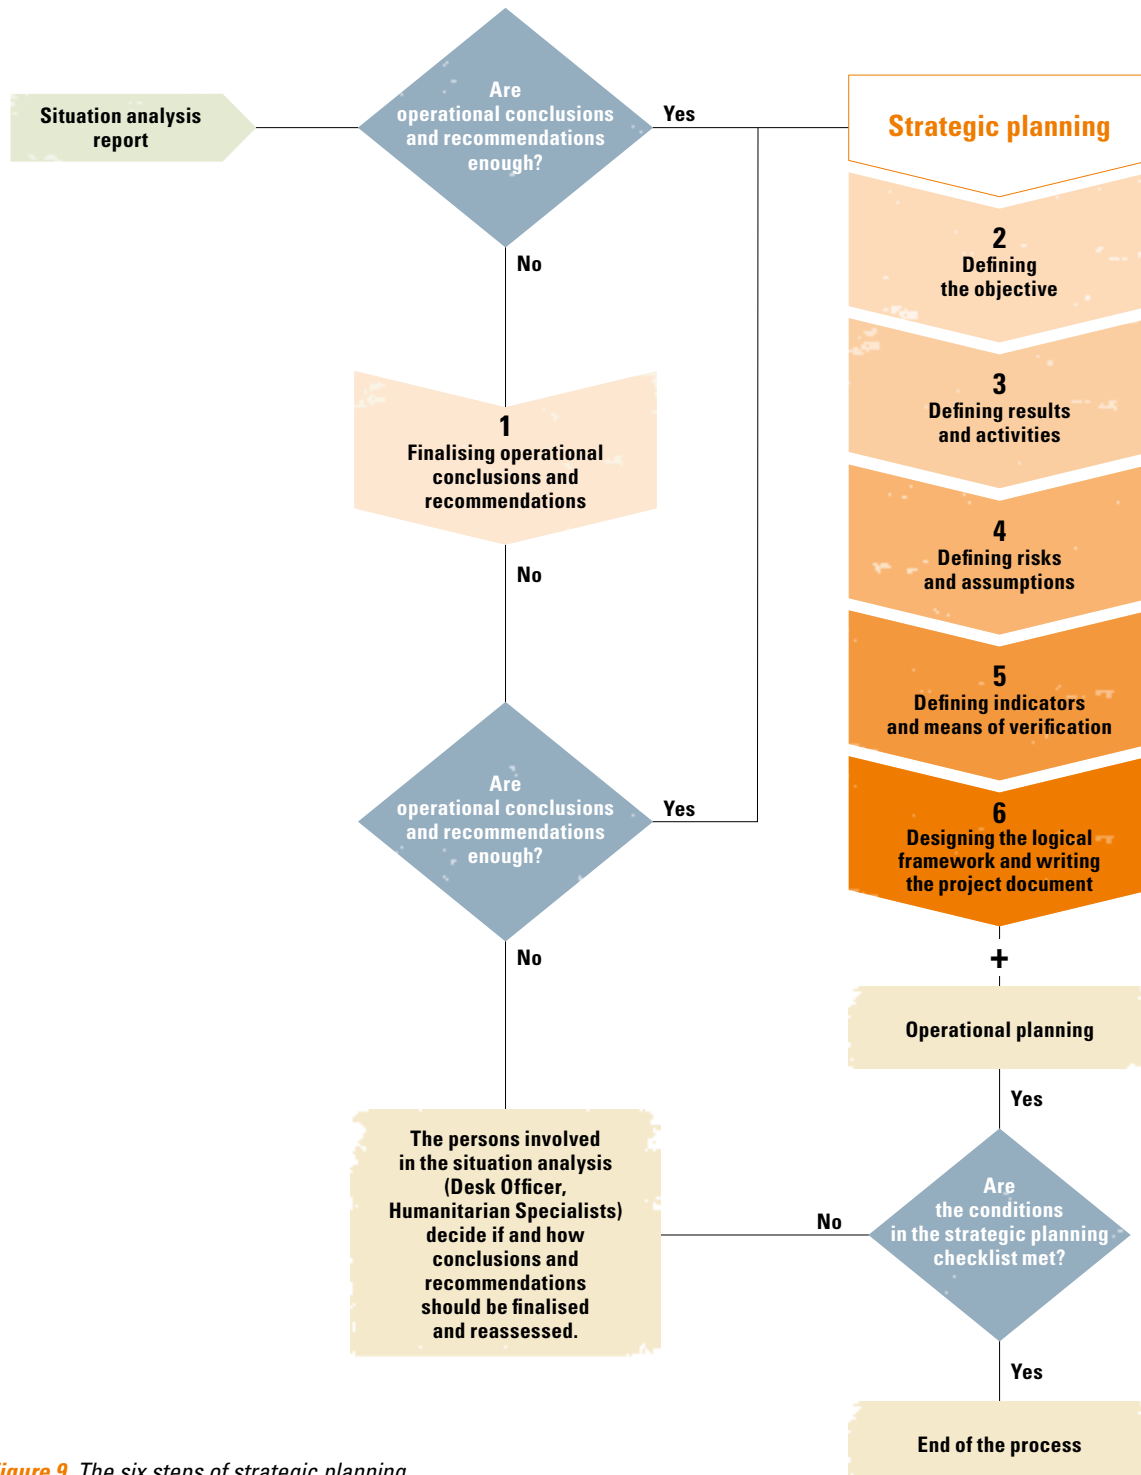 Situation analysis
report
Are
operational conclusions
and recommendations
enough?
Yes
No
1
Finalising operational
conclusions and
recommendations
No
Are
operational conclusions
and recommendations
enough?
Yes
No
The persons involved
in the situation analysis
(Desk Officer,
Humanitarian Specialists)
decide if and how
conclusions and
recommendations
should be finalised
and reassessed.
Strategic planning
2
Defining
the objective
3
Defining results
and activities
4
Defining risks
and assumptions
5
Defining indicators
and means of verification
6
Designing the logical
framework and writing
the project document
+
Operational planning
Yes
Are
the conditions
in the strategic planning
checklist met?
No
Yes
End of the process
igure 9 The six steps of strategic planning